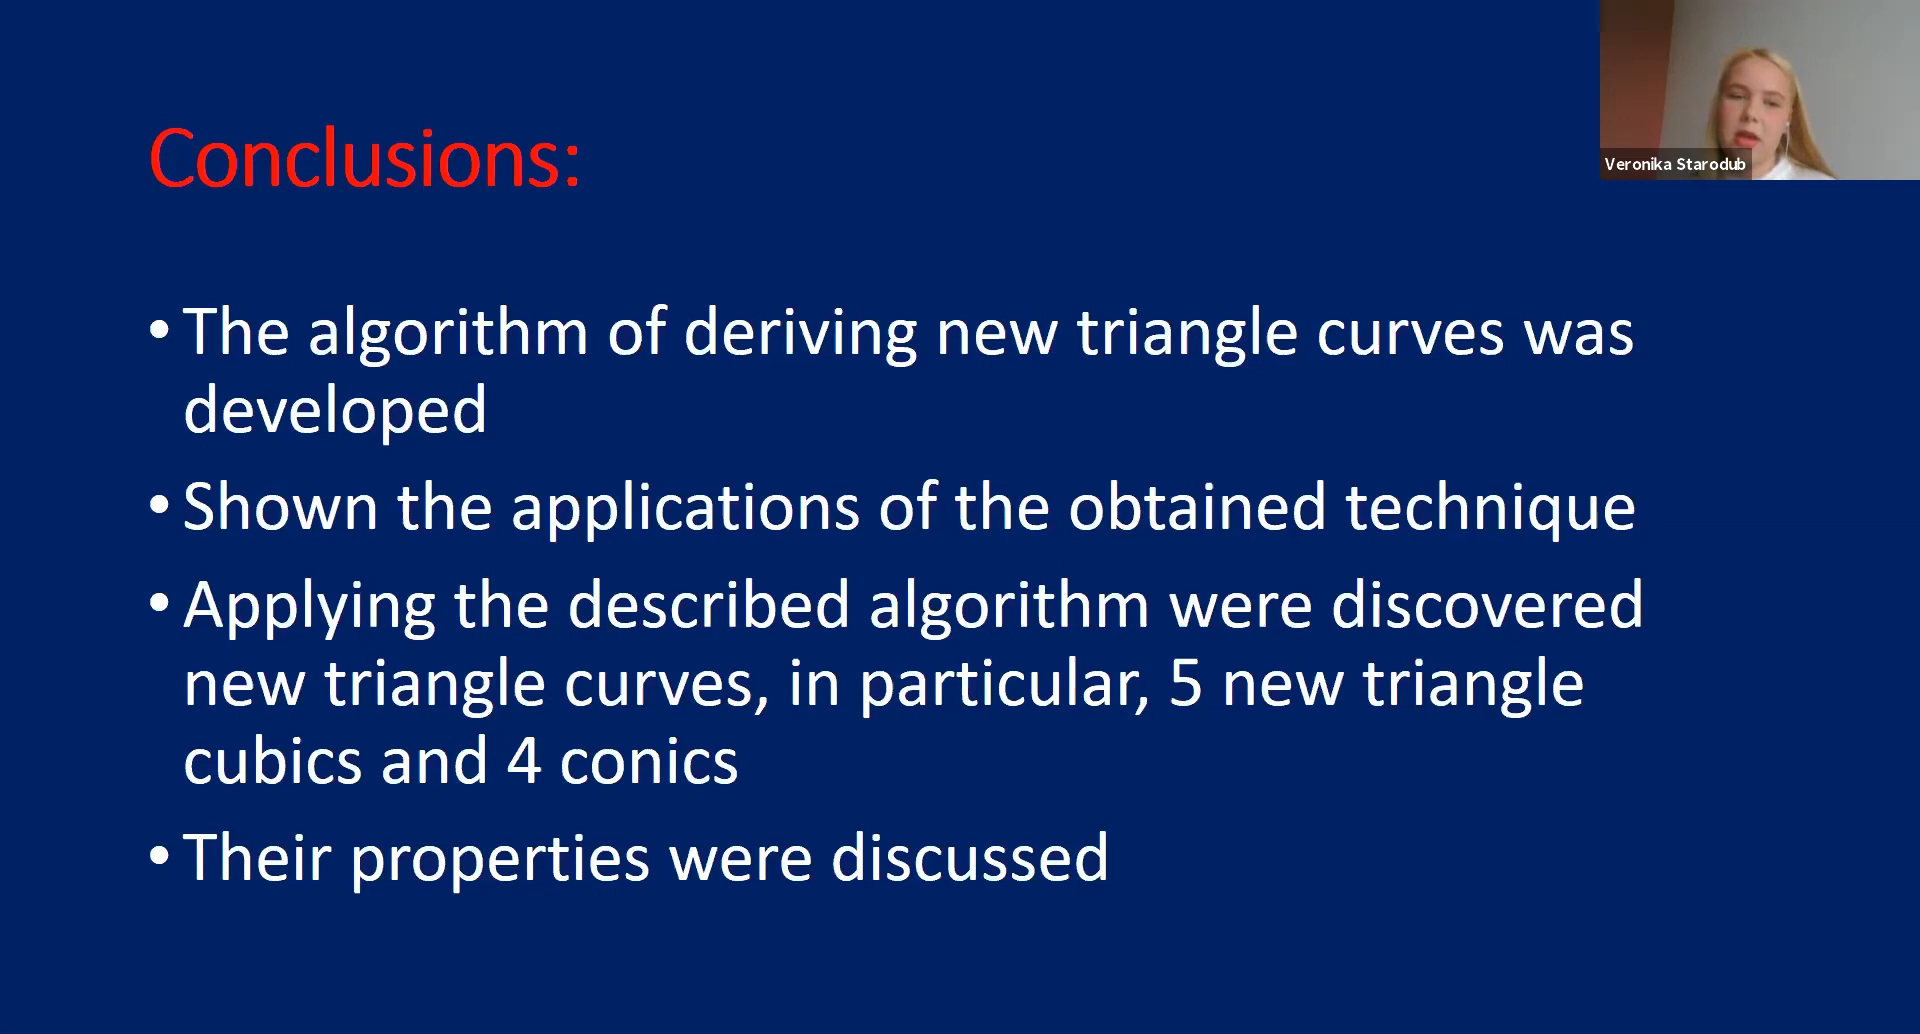 Conclusions:
Veronika Starodub
• The algorithm of deriving new triangle curves was
developed
• Shown the applications of the obtained technique
• Applying the described algorithm were discovered
new triangle curves, in particular, 5 new triangle
cubics and 4 conics
• Their properties were discussed